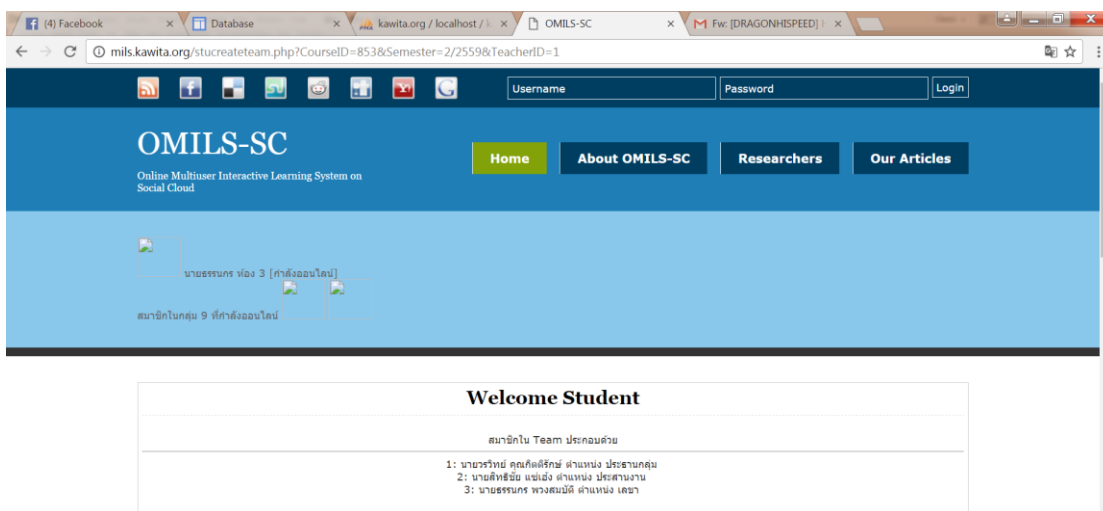 (4) Facebook
Database
kawita.org / localhost / k
OMILS-SC
Fw: [DRAGONHISPEED]
mils.kawita.org/stucreateteam.php?CourseID=853&Semester=2/2559&TeacherID=1
Username
Password
Login
OMILS-SC
Home
About OMILS-SC
Researchers
Our Articles
Online Multiuser Interactive Learning System on
Social Cloud
นายธรรนกร ห้อง 3 [กำลังออนไลน์]
สมาชิกในกลุ่ม 9 ที่กำลังออนไลน์
Welcome Student
สมาชิกใน Team ประกอบด้วย
1: นายวรวิทย์ คุณกิตติรักษ์ ตำแหน่ง ประธานกลุ่ม
2: นายสิทธิชัย แซ่เฮ้ง ตำแหน่ง ประสานงาน
3: นายธรรนกร พวงสมบัติ ตำแหน่ง เลขา